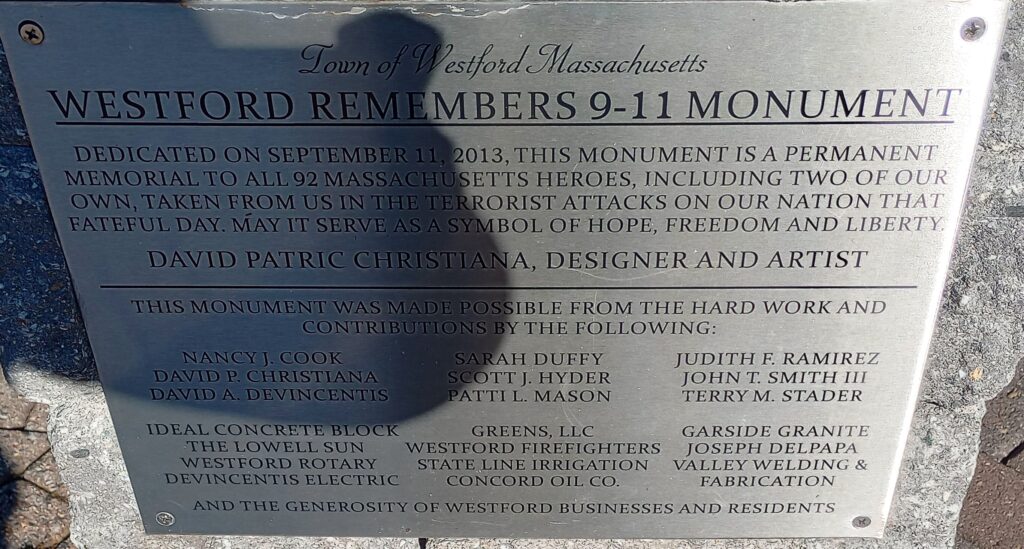 Town of Westford Massachusetts
WESTFORD REMEMBERS 9-11 MONUMENT
DEDICATED ON SEPTEMBER 11, 2013, THIS MONUMENT IS A PERMANENT
MEMORIAL TO ALL 92 MASSACHUSETTS HEROES, INCLUDING TWO OF OUR
OWN, TAKEN FROM US IN THE TERRORIST ATTACKS ON OUR NATION THAT
FATEFUL DAY. MAY IT SERVE AS A SYMBOL OF HOPE, FREEDOM AND LIBERTY.
DAVID PATRIC CHRISTIANA, DESIGNER AND ARTIST
THIS MONUMENT WAS MADE POSSIBLE FROM THE HARD WORK AND
CONTRIBUTIONS BY THE FOLLOWING:
NANCY J. COOK SARAH DUFFY JUDITH F. RAMIREZ
DAVID P. CHRISTIANA SCOTT J. HYDER JOHN T. SMITH III
DAVID A. DEVINCENTIS PATTI L. MASON TERRY M. STADER
IDEAL CONCRETE BLOCK GREENS, LLC GARSIDE GRANITE
THE LOWELL SUN WESTFORD FIREFIGHTERS JOSEPH DELPAPA
WESTFORD ROTARY STATE LINE IRRIGATION VALLEY WELDING &
DEVINCENTIS ELECTRIC CONCORD OIL CO. FABRICATION
AND THE GENEROSITY OF WESTFORD BUSINESSES AND RESIDENTS